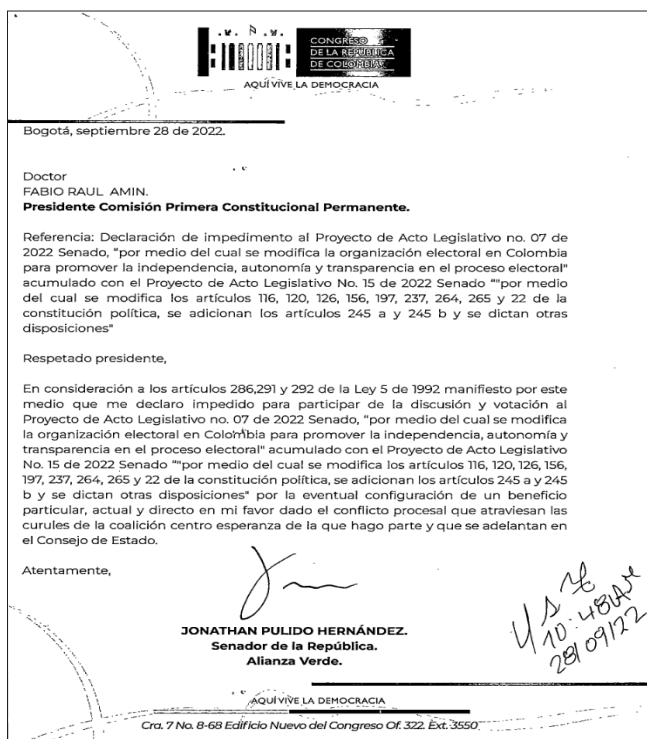 CONGRESO
DE LA REPÚBLICA
DE COLOMBIA
AQUÍ VIVE LA DEMOCRACIA
Bogotá, septiembre 28 de 2022.
Doctor
FABIO RAUL AMIN.
Presidente Comisión Primera Constitucional Permanente.
Referencia: Declaración de impedimento al Proyecto de Acto Legislativo no. 07 de
2022 Senado, "por medio del cual se modifica la organización electoral en Colombia
para promover la independencia, autonomía y transparencia en el proceso electoral"
acumulado con el Proyecto de Acto Legislativo No. 15 de 2022 Senado ""por medio
del cual se modifica los artículos 116, 120, 126, 156, 197, 237, 264, 265 y 22 de la
constitución política, se adicionan los artículos 245 a y 245 b y se dictan otras
disposiciones"
Respetado presidente,
En consideración a los artículos 286,291 y 292 de la Ley 5 de 1992 manifiesto por este
medio que me declaro impedido para participar de la discusión y votación al
Proyecto de Acto Legislativo no. 07 de 2022 Senado, "por medio del cual se modifica
la organización electoral en Colombia para promover la independencia, autonomía y
transparencia en el proceso electoral" acumulado con el Proyecto de Acto Legislativo
No. 15 de 2022 Senado ""por medio del cual se modifica los artículos 116, 120, 126, 156,
197, 237, 264, 265 y 22 de la constitución política, se adicionan los artículos 245 a y 245
b y se dictan otras disposiciones" por la eventual configuración de un beneficio
particular, actual y directo en mi favor dado el conflicto procesal que atraviesan las
curules de la coalición centro esperanza de la que hago parte y que se adelantan en
el Consejo de Estado.
Atentamente,
JONATHAN PULIDO HERNÁNDEZ.
Senador de la República.
Alianza Verde.
10:48
28/09/22
AQUÍ VIVE LA DEMOCRACIA
Cra. 7 No. 8-68 Edificio Nuevo del Congreso Of. 322. Ext. 3550